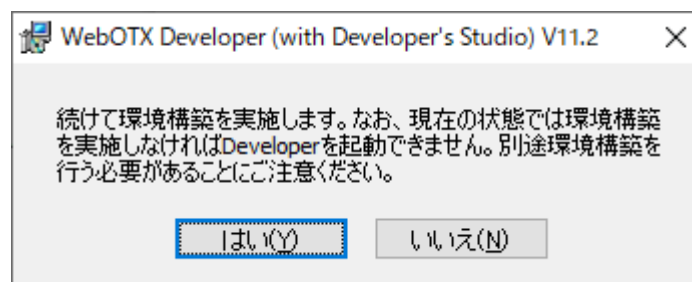 WebOTX Developer (with Developer's Studio) V11.2
続けて環境構築を実施します。なお、現在の状態では環境構築
を実施しなければDeveloperを起動できません。別途環境構築を
行う必要があることにご注意ください。
はい(Y)
いいえ(N)